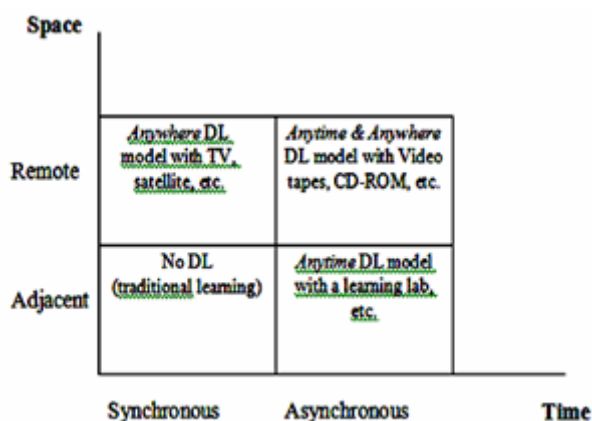 Space
Remote
Anywhere DL
model with TV,
satellite, etc.
Anytime & Anywhere
DL model with Video
tapes, CD-ROM, etc.
Adjacent
No DL
(traditional learning)
Anytime DL model
with a learning lab,
etc.
Synchronous
Asynchronous
Time